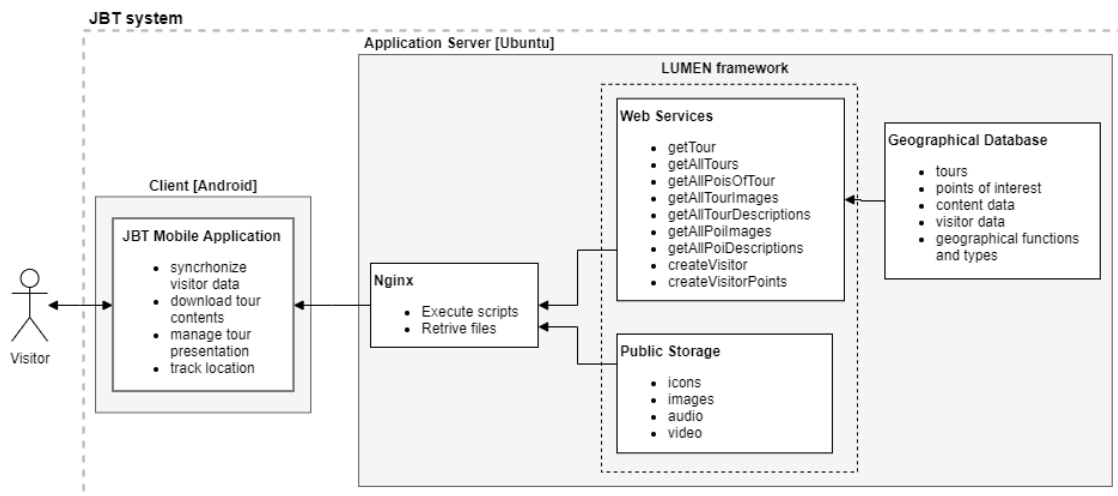 JBT system
Application Server [Ubuntu]
LUMEN framework
Web Services
• getTour
• getAllTours
• getAllPoisOfTour
• getAllTourImages
• getAllTourDescriptions
• getAllPoiImages
• getAllPoiDescriptions
• createVisitor
• createVisitorPoints
Geographical Database
• tours
• points of interest
• content data
• visitor data
• geographical functions
and types
Client [Android]
JBT Mobile Application
• syncrhonize
visitor data
• download tour
contents
• manage tour
presentation
• track location
Nginx
• Execute scripts
• Retrive files
Visitor
Public Storage
• icons
• images
• audio
• video